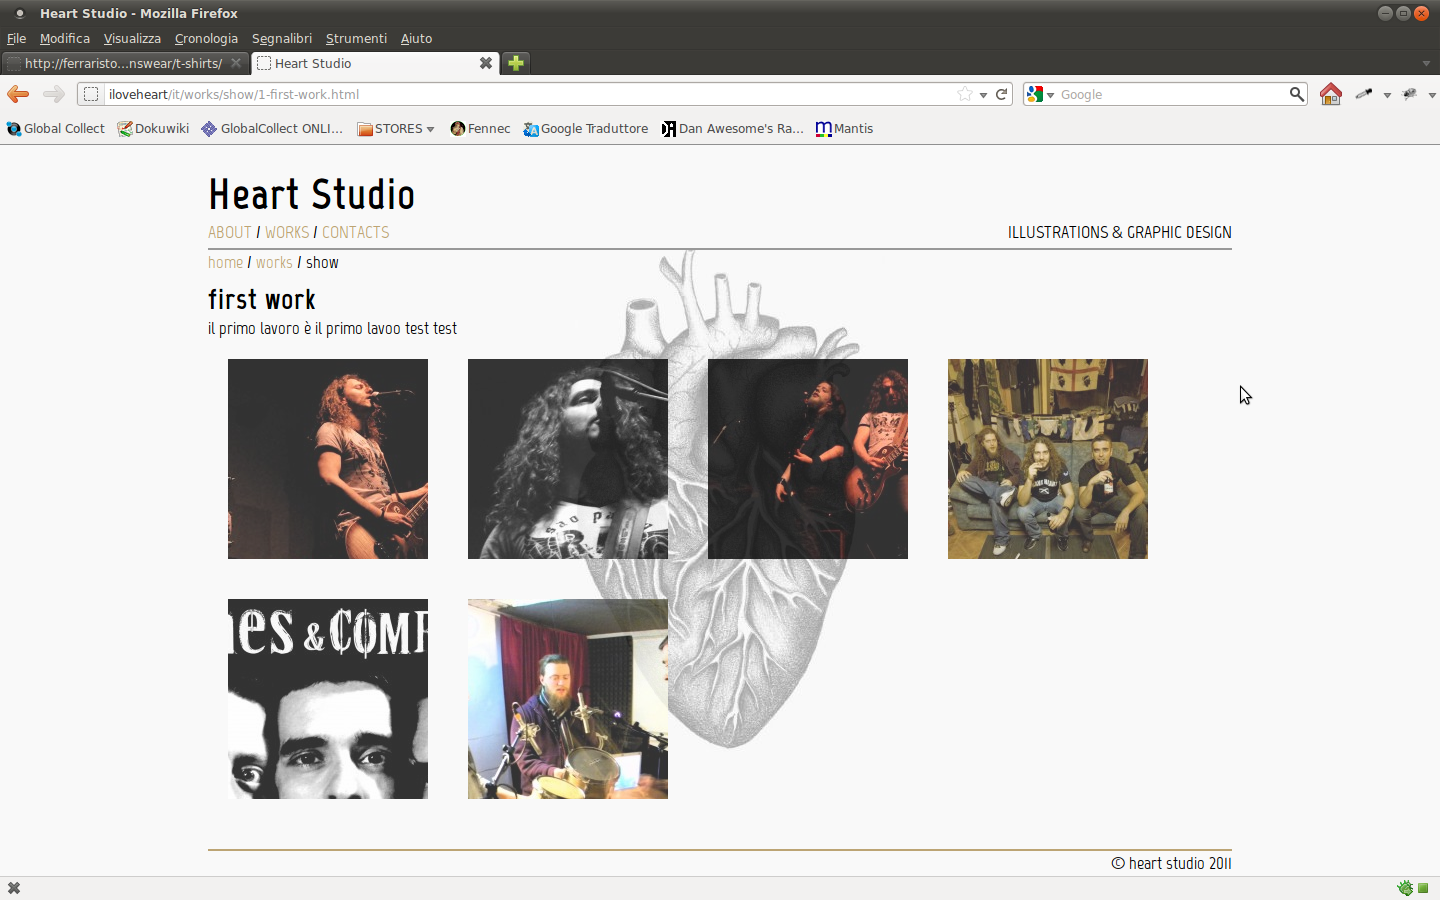 Heart Studio - Mozilla Firefox
File Modifica Visualizza Cronologia Segnalibri Strumenti Aiuto
http://ferraristo...nswear/t-shirts/ Heart Studio
iloveheart/it/works/show/1-first-work.html Google
Global Collect Dokuwiki GlobalCollect ONLI... STORES Fennec Google Traduttore Dan Awesome's Ra... Mantis
Heart Studio
ABOUT / WORKS / CONTACTS ILLUSTRATIONS & GRAPHIC DESIGN
home / works / show
first work
il primo lavoro è il primo lavoo test test
sao pa
&COMP
© heart studio 2011